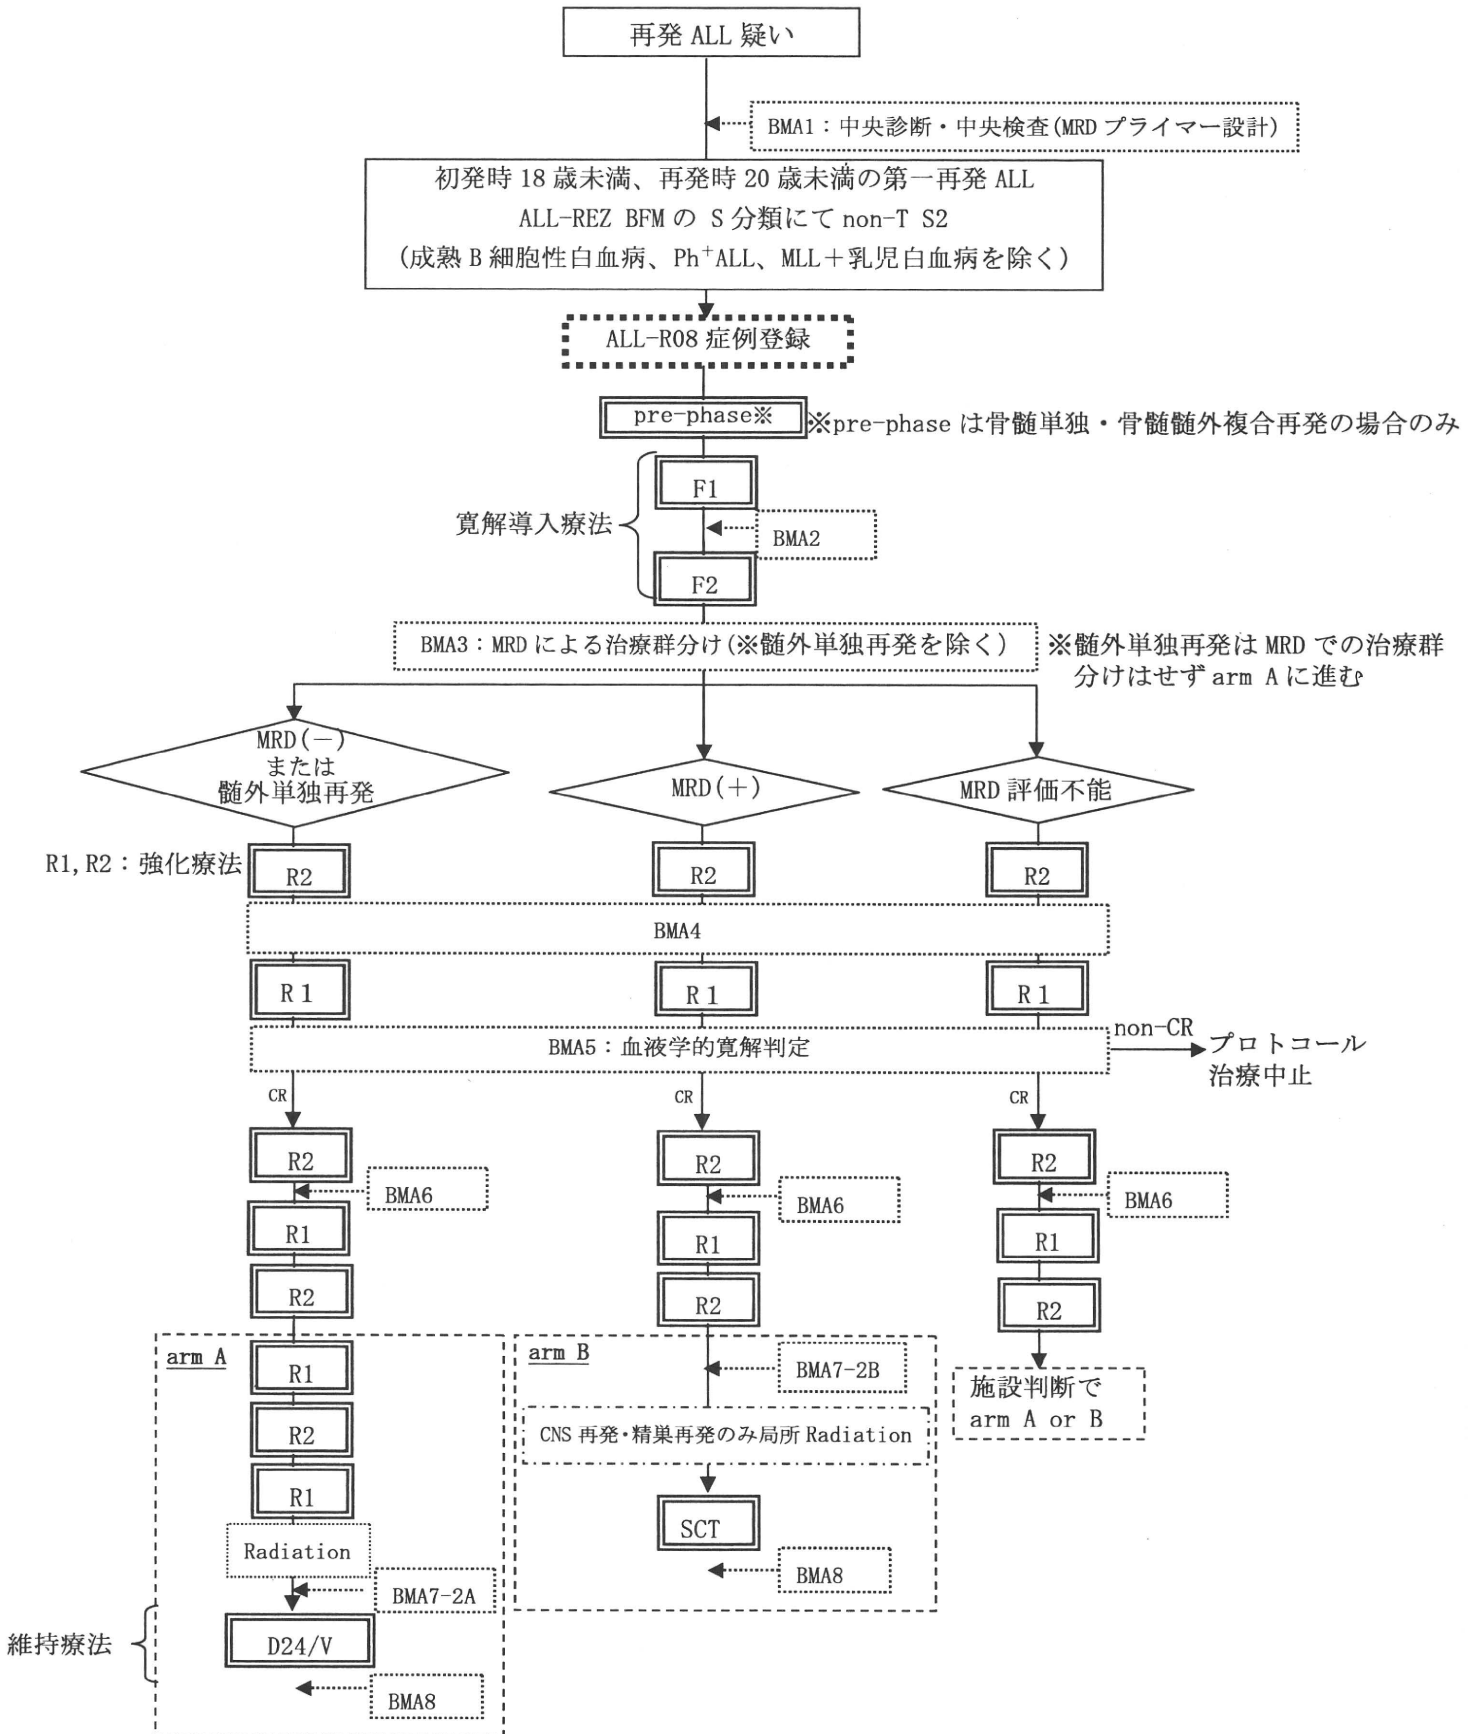 再発 ALL 疑い
BMA1：中央診断・中央検査(MRD プライマー設計)
初発時 18 歳未満、再発時 20 歳未満の第一再発 ALL
ALL-REZ BFM の S 分類にて non-T S2
(成熟 B 細胞性白血病、Ph+ALL、MLL＋乳児白血病を除く)
ALL-R08 症例登録
pre-phase※
※pre-phase は骨髄単独・骨髄髄外複合再発の場合のみ
F1
寛解導入療法
BMA2
F2
BMA3：MRD による治療群分け(※髄外単独再発を除く)
※髄外単独再発は MRD での治療群
分けはせず arm A に進む
MRD(－)
または
髄外単独再発
MRD(＋)
MRD 評価不能
R1,R2：強化療法
R2
R2
R2
BMA4
R１
R１
R１
BMA5：血液学的寛解判定
non-CR
プロトコール
治療中止
CR
CR
CR
R2
R2
R2
BMA6
BMA6
BMA6
R1
R1
R1
R2
R2
R2
arm A
R1
R2
R1
Radiation
BMA7-2A
維持療法
D24/V
BMA8
arm B
BMA7-2B
CNS 再発・精巣再発のみ局所 Radiation
SCT
BMA8
施設判断で
arm A or B